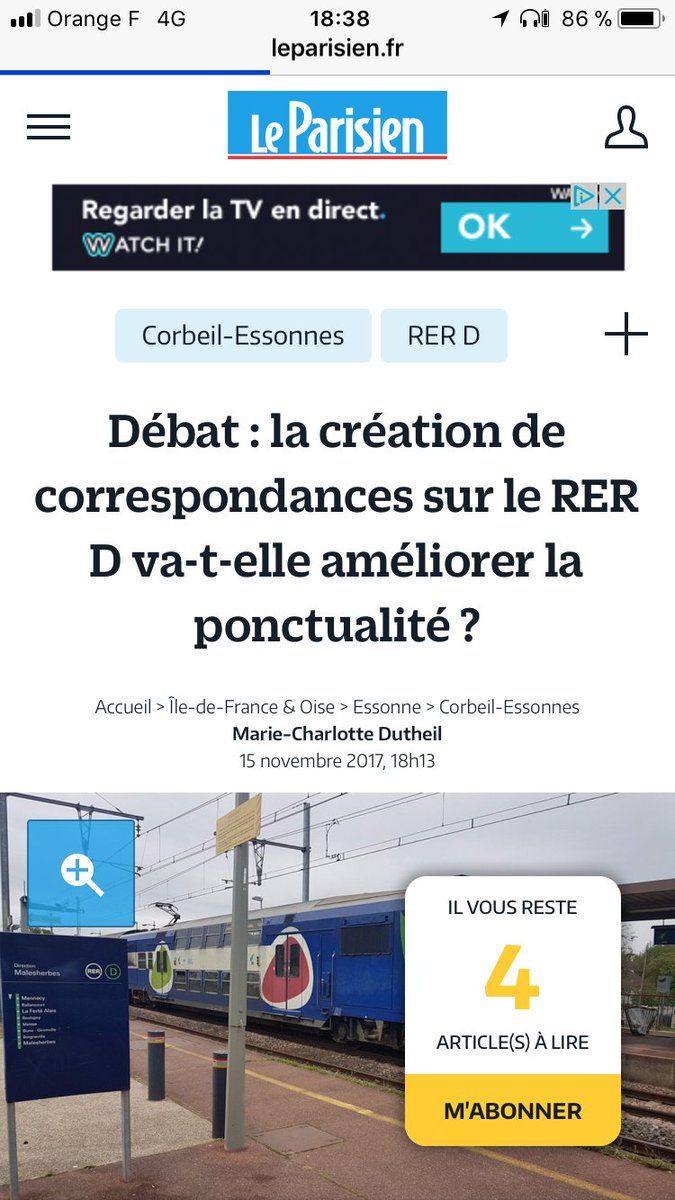 Orange F 4G 18:38 86 %
leparisien.fr
Le Parisien
Regarder la TV en direct.
WATCH IT!
OK
Corbeil-Essonnes RER D
Débat : la création de
correspondances sur le RER
D va-t-elle améliorer la
ponctualité ?
Accueil > Île-de-France & Oise > Essonne > Corbeil-Essonnes
Marie-Charlotte Dutheil
15 novembre 2017, 18h13
IL VOUS RESTE
4
ARTICLE(S) À LIRE
M'ABONNER
Direction
Malesherbes
RER D
Mennecy
Ballancourt
La Ferté Alais
Boutigny
Maisse
Buno - Gironville
Boigneville
Malesherbes